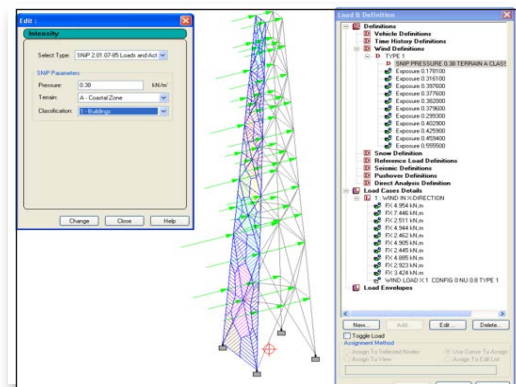 Edit :
Intensity
Select Type: SNiP 2.01.07-85 Loads and Act
SNiP Parameters
Pressure: 0.38 kN/m²
Terrain: A - Coastal Zone
Classification: 1 - Buildings
Change Close Help
Load & Definition
Definitions
Vehicle Definitions
Time History Definitions
Wind Definitions
TYPE 1
SNIP PRESSURE 0.38 TERRAIN A CLASS
Exposure 0.178100
Exposure 0.316100
Exposure 0.397600
Exposure 0.377600
Exposure 0.382000
Exposure 0.379600
Exposure 0.299300
Exposure 0.402900
Exposure 0.425900
Exposure 0.459400
Exposure 0.555500
Snow Definition
Reference Load Definitions
Seismic Definitions
Pushover Definitions
Direct Analysis Definition
Load Cases Details
1: WIND IN X-DIRECTION
FX 4.954 kN,m
FX 7.446 kN,m
FX 2.511 kN,m
FX 4.944 kN,m
FX 2.462 kN,m
FX 4.905 kN,m
FX 2.445 kN,m
FX 4.885 kN,m
FX 2.923 kN,m
FX 3.424 kN,m
WIND LOAD X 1 CONFIG 0 NU 0.8 TYPE 1
Load Envelopes
New... Add... Edit... Delete...
Toggle Load
Assignment Method
Assign To Selected Nodes Use Cursor To Assign
Assign To View Assign To Edit List